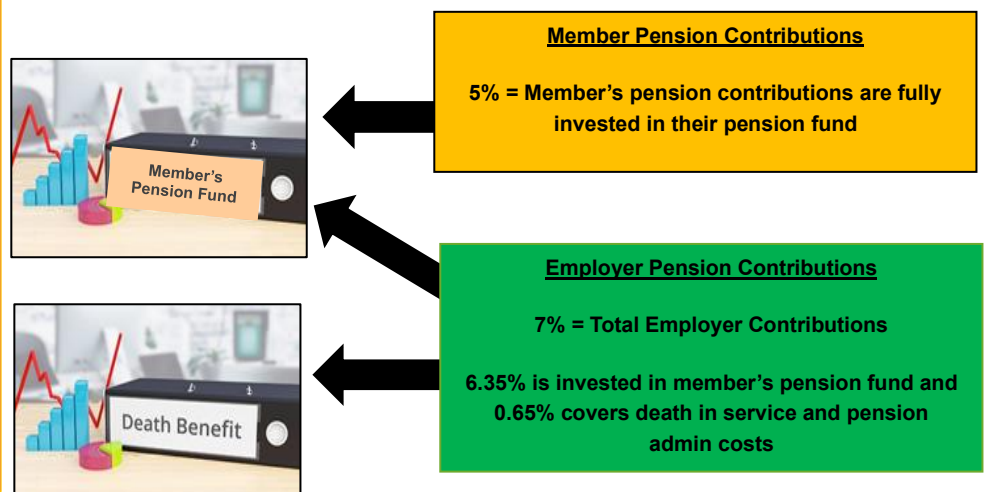 Member Pension Contributions
5% = Member's pension contributions are fully
invested in their pension fund
Member's
Pension Fund
Employer Pension Contributions
7% = Total Employer Contributions
6.35% is invested in member's pension fund and
0.65% covers death in service and pension
admin costs
Death Benefit